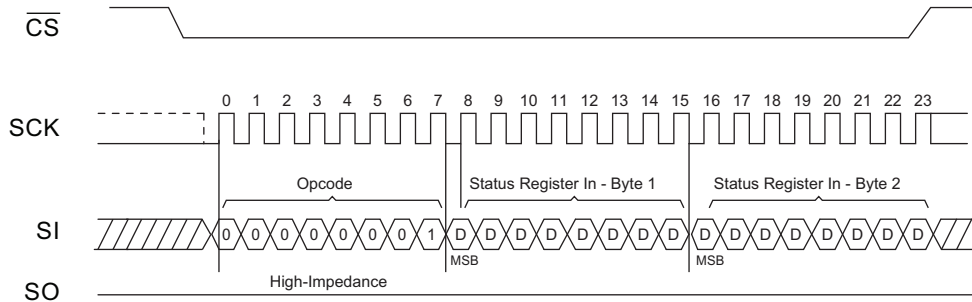 CS
0 1 2 3 4 5 6 7 8 9 10 11 12 13 14 15 16 17 18 19 20 21 22 23
SCK
Opcode Status Register In - Byte 1 Status Register In - Byte 2
SI 0 0 0 0 0 0 0 1 D D D D D D D D D D D D D D D D
MSB MSB
High-Impedance
SO